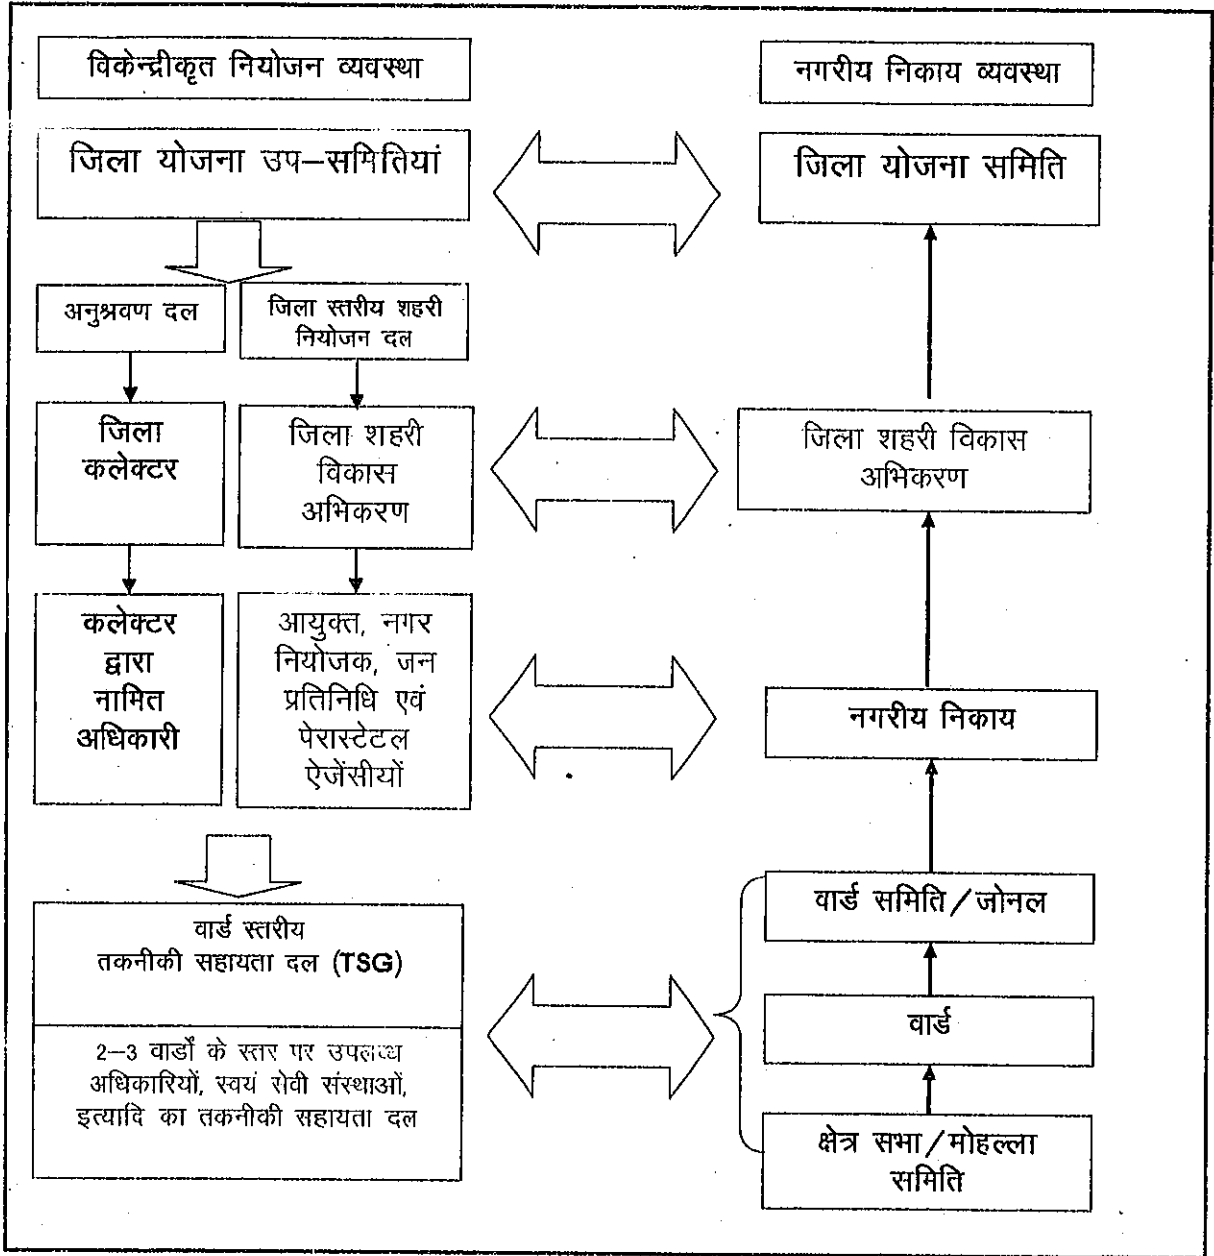 विकेन्द्रीकृत नियोजन व्यवस्था
नगरीय निकाय व्यवस्था
जिला योजना उप–समितियां
जिला योजना समिति
अनुश्रवण दल
जिला स्तरीय शहरी
नियोजन दल
जिला
कलेक्टर
जिला शहरी
विकास
अभिकरण
जिला शहरी विकास
अभिकरण
कलेक्टर
द्वारा
नामित
अधिकारी
आयुक्त, नगर
नियोजक, जन
प्रतिनिधि एवं
पेरास्टेटल
ऐजेंसीयों
नगरीय निकाय
वार्ड स्तरीय
तकनीकी सहायता दल (TSG)
2–3 वार्डों के स्तर पर उपलब्ध
अधिकारियों, स्वयं सेवी संस्थाओं,
इत्यादि का तकनीकी सहायता दल
वार्ड समिति/जोनल
वार्ड
क्षेत्र सभा/मोहल्ला
समिति